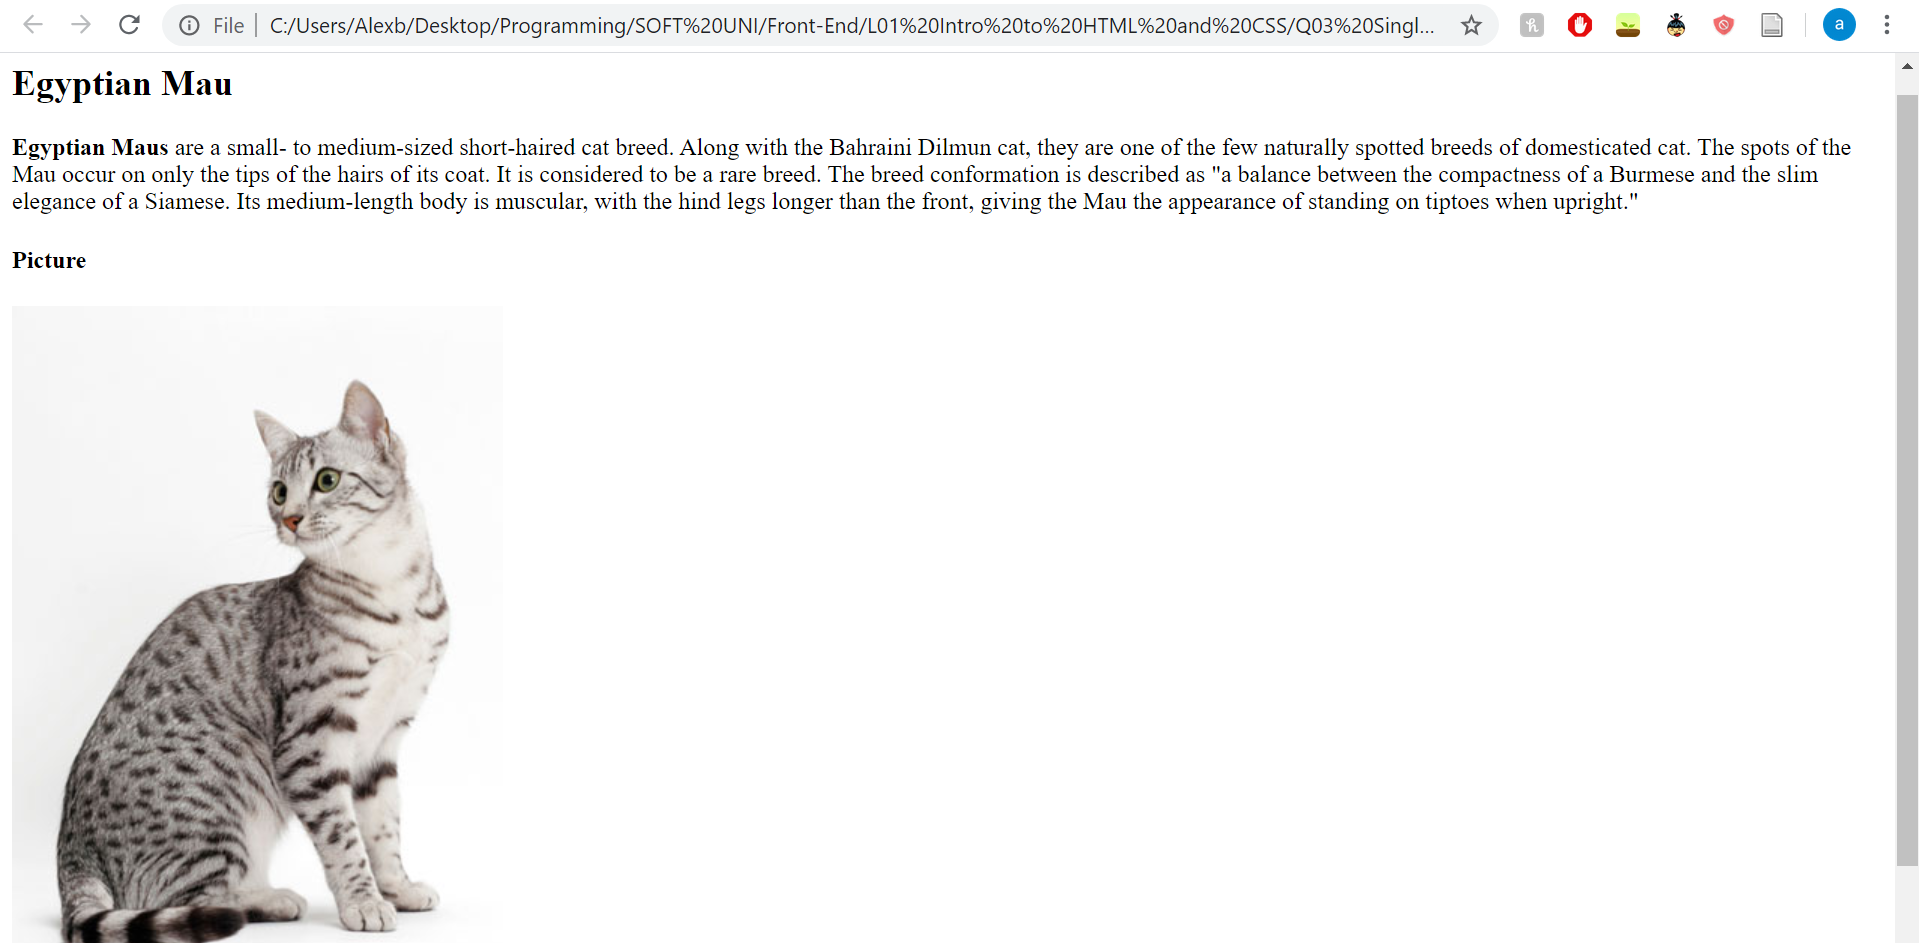 File
C:/Users/Alexb/Desktop/Programming/SOFT%20UNI/Front-End/L01%20Intro%20to%20HTML%20and%20CSS/Q03%20Singl...
a
Egyptian Mau
Egyptian Maus are a small- to medium-sized short-haired cat breed. Along with the Bahraini Dilmun cat, they are one of the few naturally spotted breeds of domesticated cat. The spots of the
Mau occur on only the tips of the hairs of its coat. It is considered to be a rare breed. The breed conformation is described as "a balance between the compactness of a Burmese and the slim
elegance of a Siamese. Its medium-length body is muscular, with the hind legs longer than the front, giving the Mau the appearance of standing on tiptoes when upright."
Picture